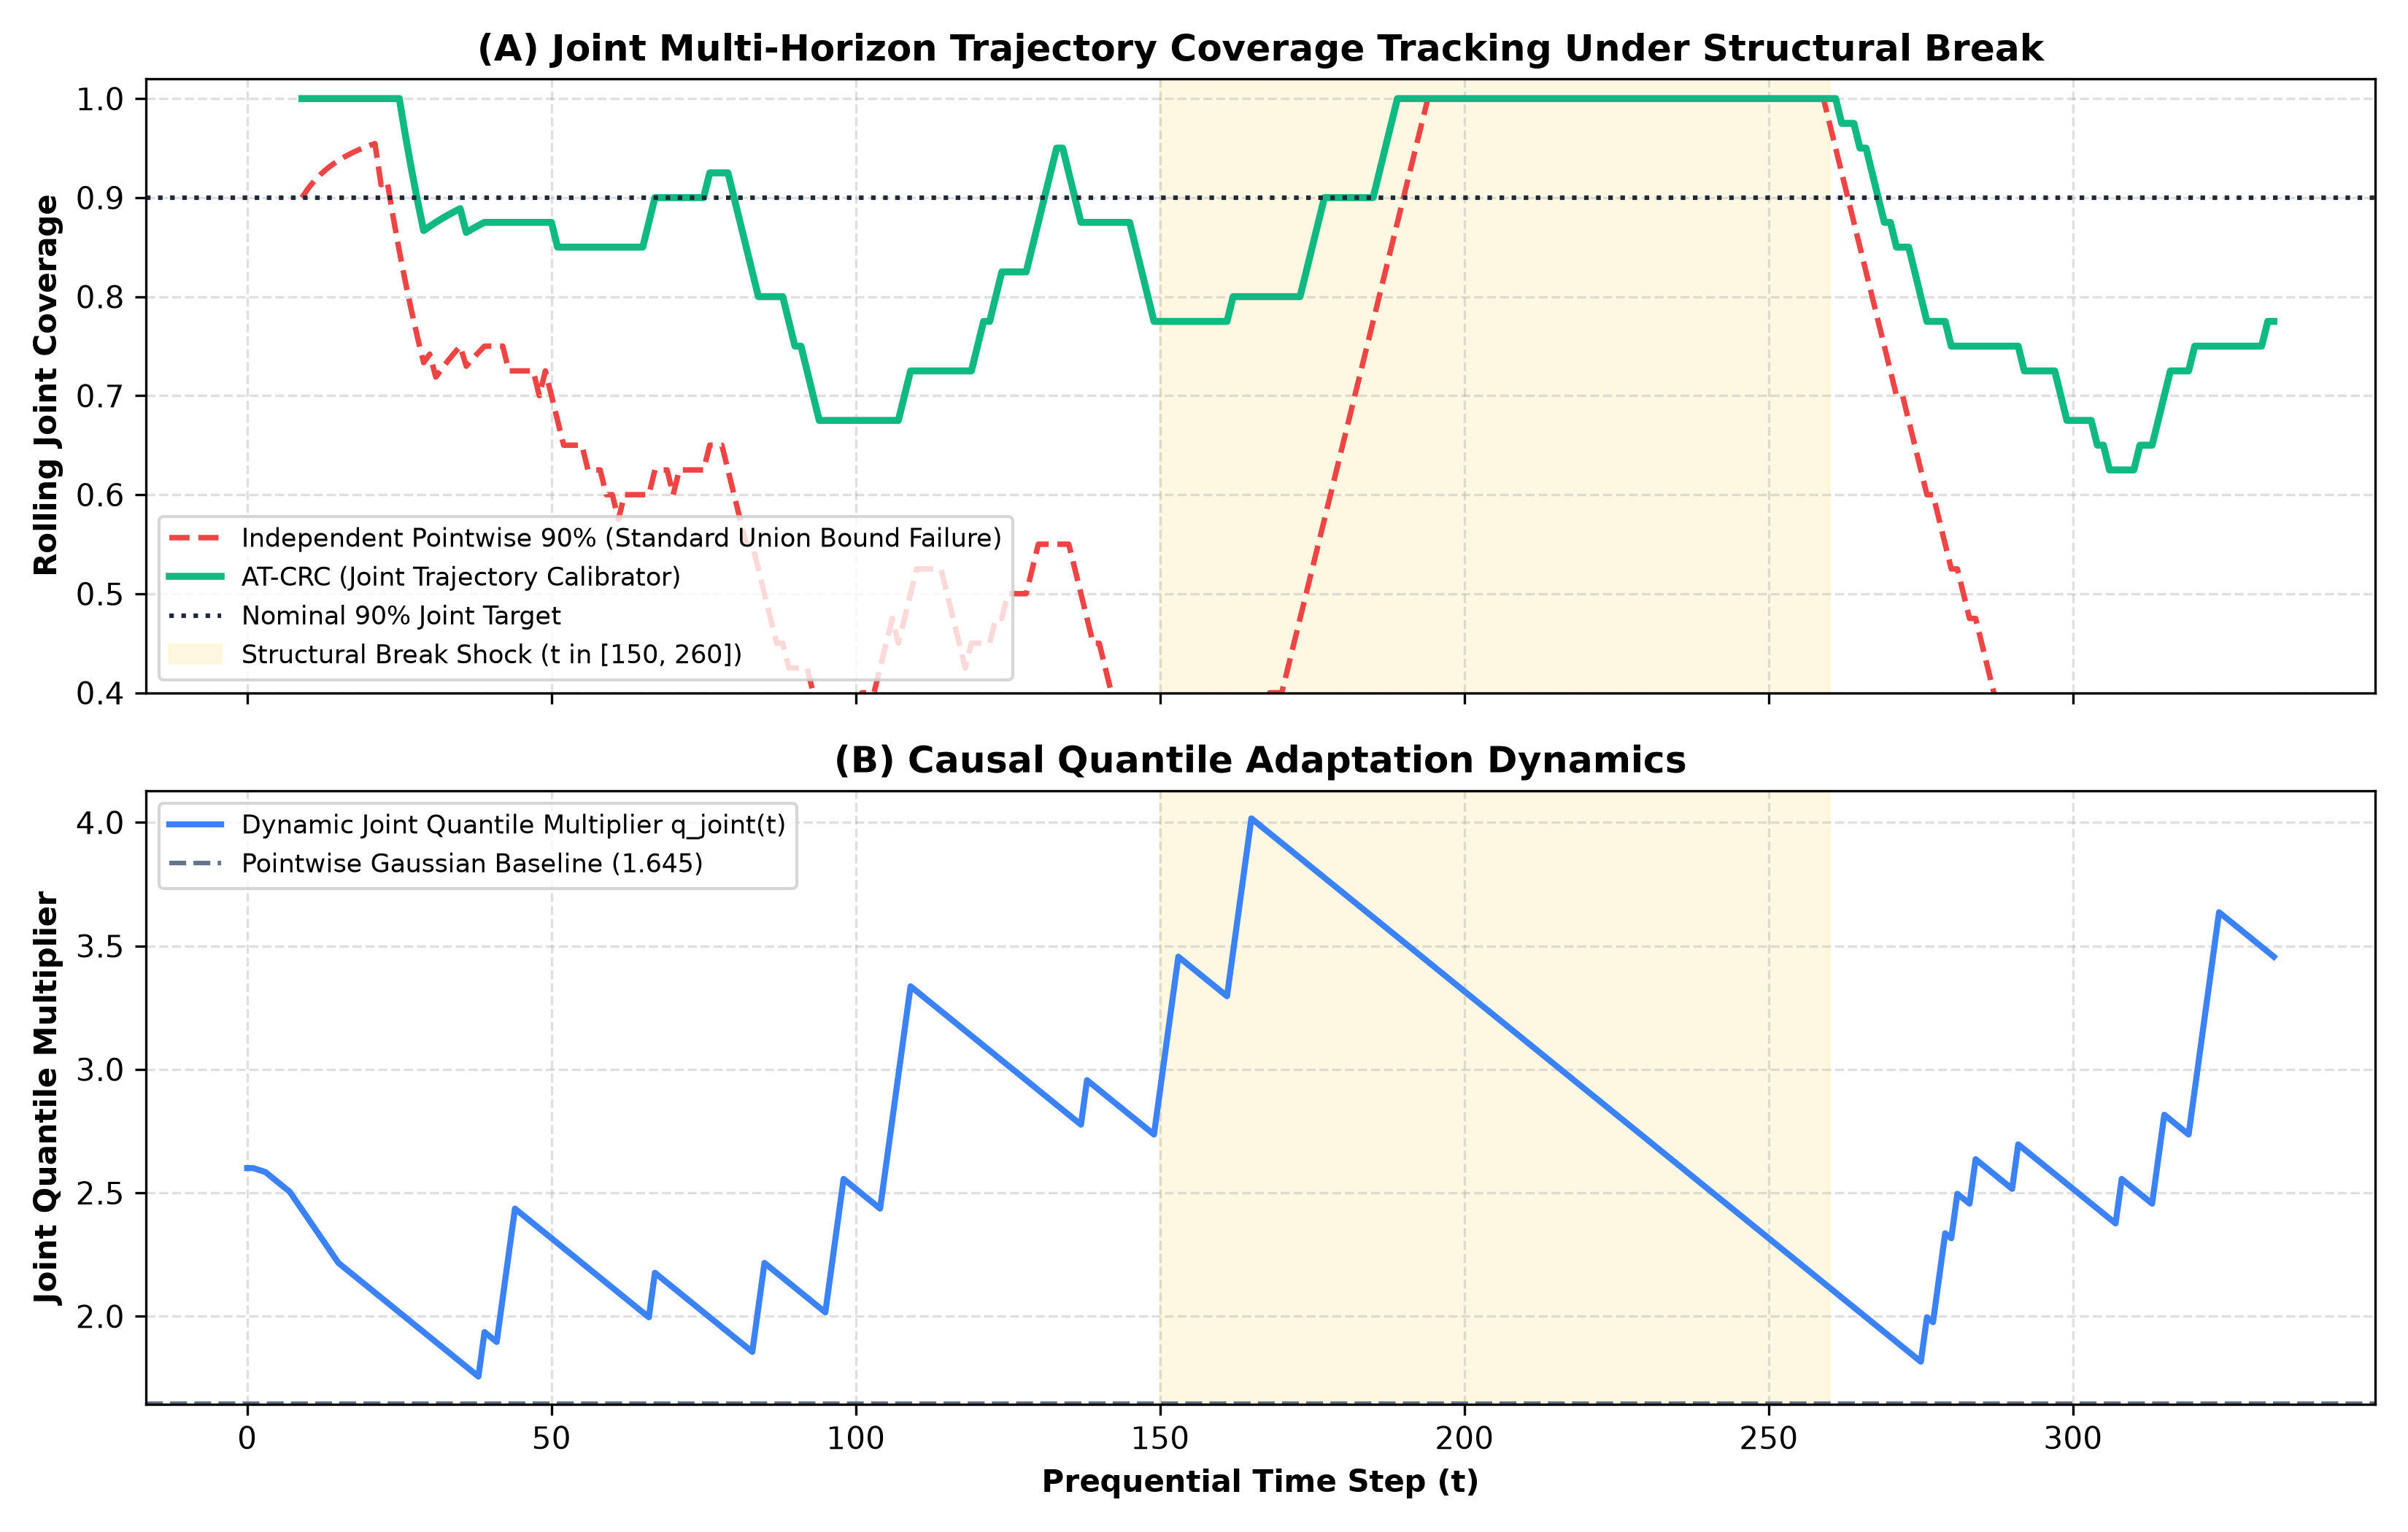 (A) Joint Multi-Horizon Trajectory Coverage Tracking Under Structural Break
Rolling Joint Coverage
1.0
0.9
0.8
0.7
0.6
0.5
0.4
Independent Pointwise 90% (Standard Union Bound Failure)
AT-CRC (Joint Trajectory Calibrator)
Nominal 90% Joint Target
Structural Break Shock (t in [150, 260])
(B) Causal Quantile Adaptation Dynamics
Joint Quantile Multiplier
4.0
3.5
3.0
2.5
2.0
Dynamic Joint Quantile Multiplier q_joint(t)
Pointwise Gaussian Baseline (1.645)
0
50
100
150
200
250
300
Prequential Time Step (t)